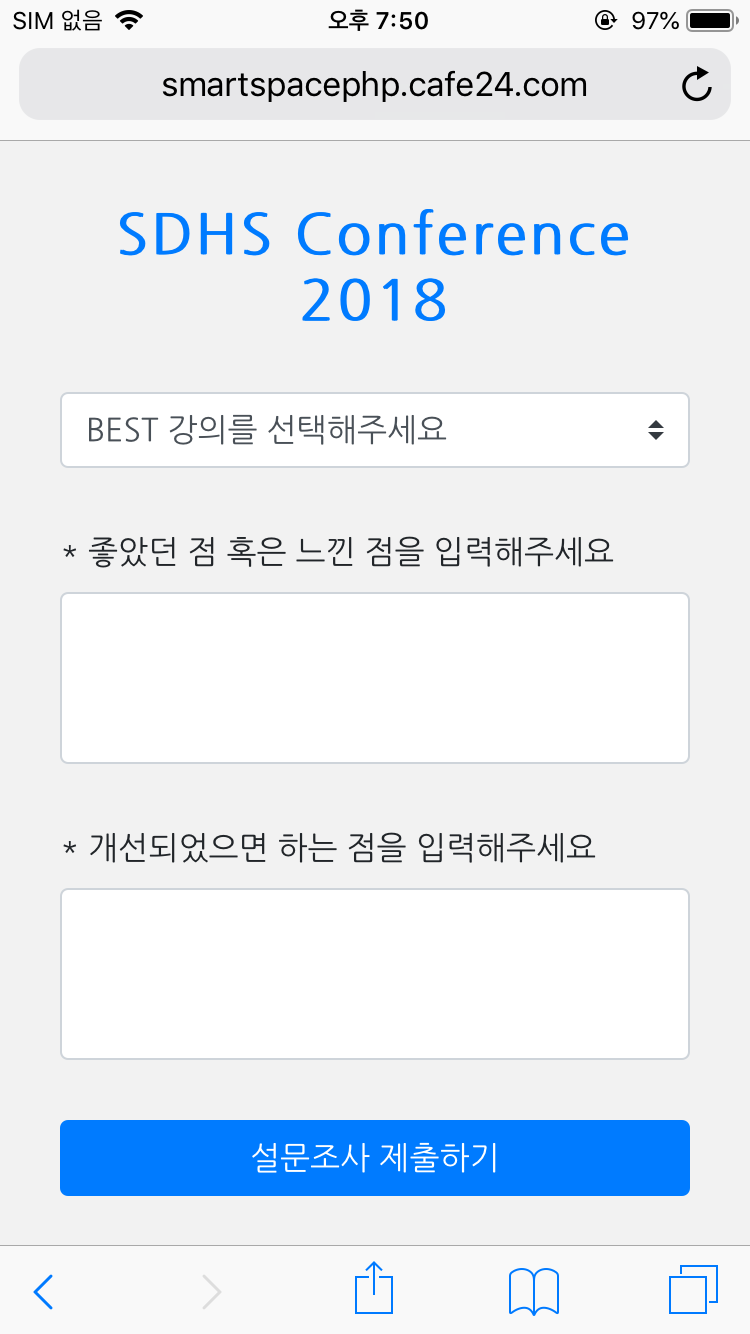 SIM 없음 오후 7:50 97%
smartspacephp.cafe24.com
SDHS Conference
2018
BEST 강의를 선택해주세요
* 좋았던 점 혹은 느낀 점을 입력해주세요
* 개선되었으면 하는 점을 입력해주세요
설문조사 제출하기